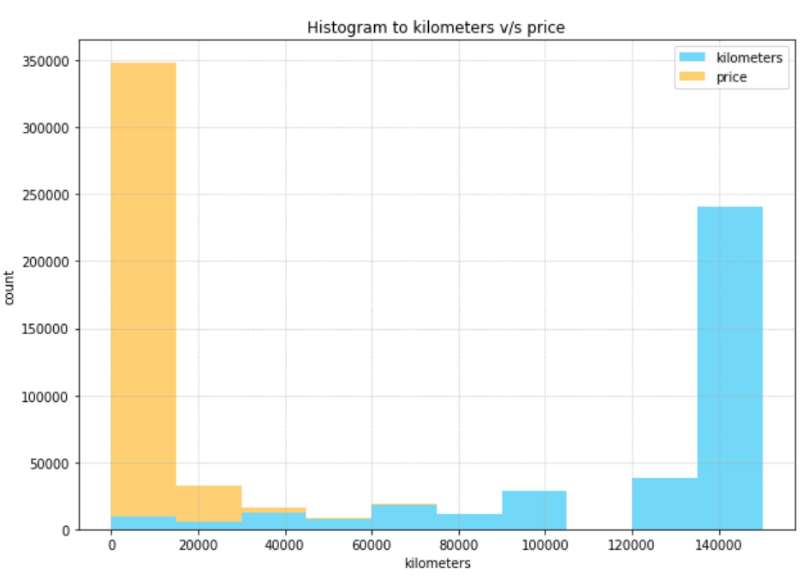 Histogram to kilometers v/s price
kilometers
price
350000
300000
250000
200000
150000
100000
50000
0
count
0 20000 40000 60000 80000 100000 120000 140000
kilometers